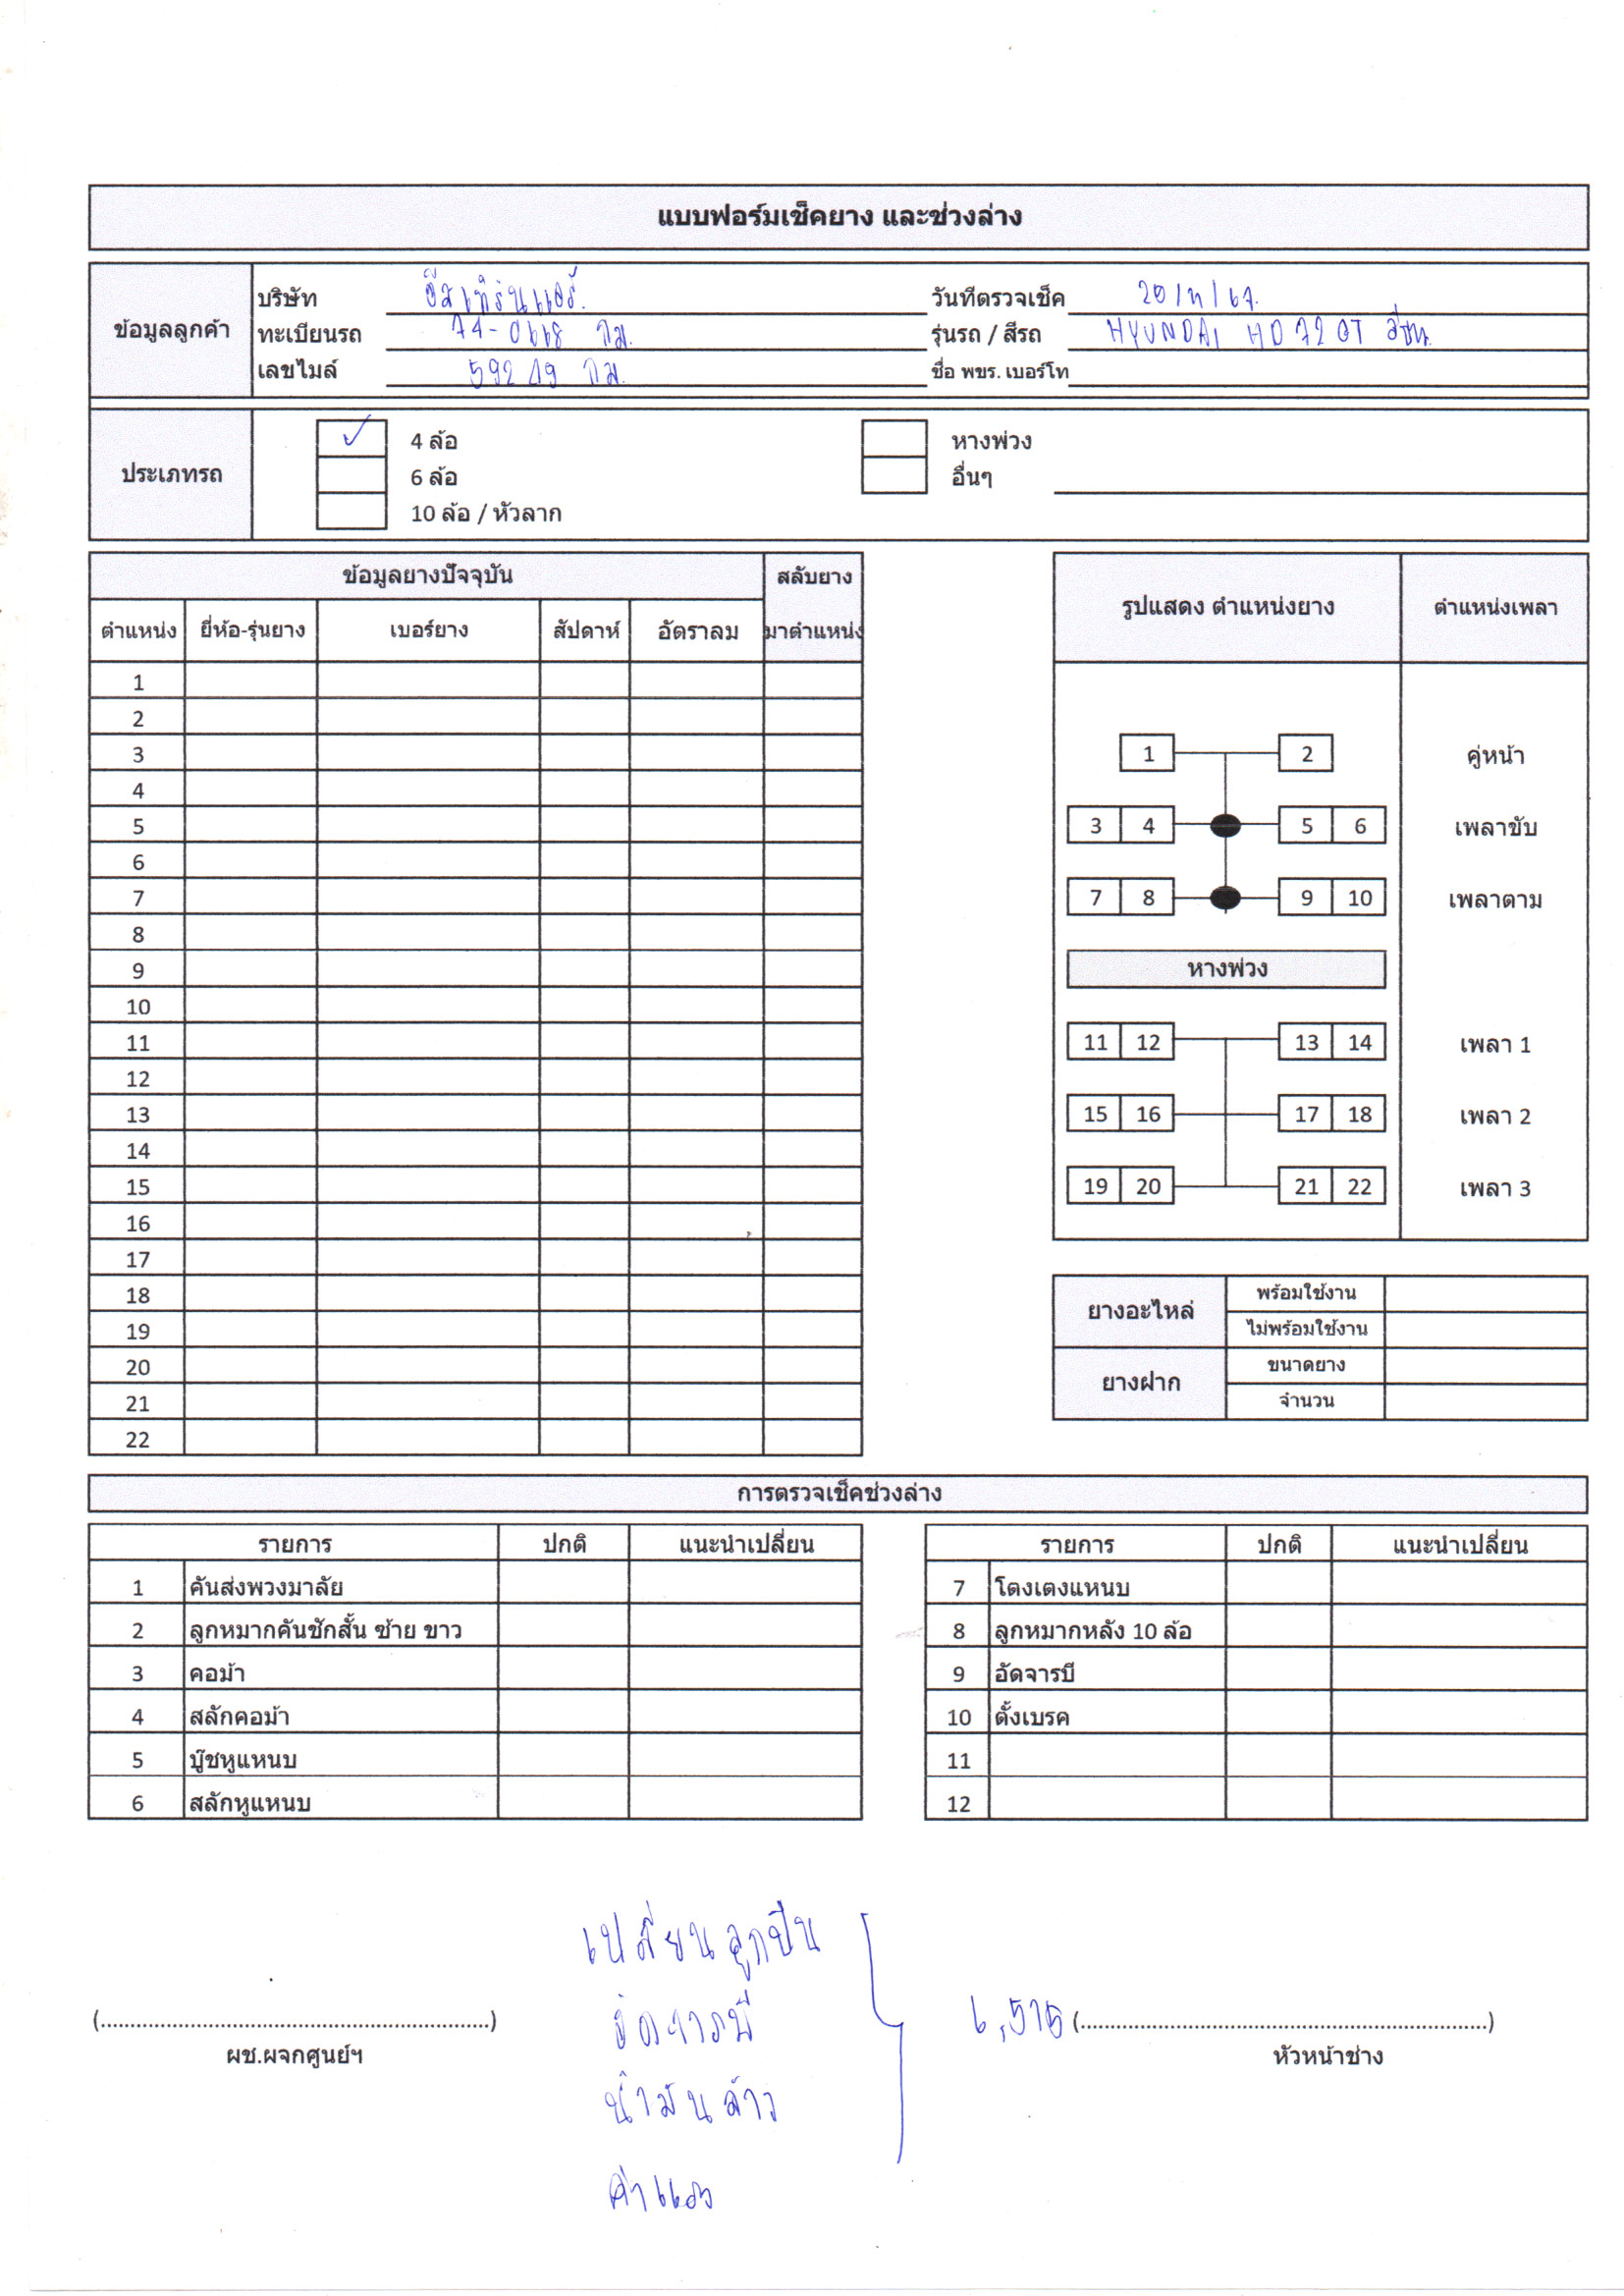 แบบฟอร์มเช็คยาง และช่วงล่าง
ข้อมูลลูกค้า
บริษัท อีสเทิร์นแอร์.
วันที่ตรวจเช็ค
ทะเบียนรถ
รุ่นรถ / สีรถ HYUNDAI HD 72
เลขไมล์ กม.
ชื่อ พขร. เบอร์โท
ประเภทรถ
✓ 4 ล้อ
หางพ่วง
6 ล้อ
อื่นๆ
10 ล้อ / หัวลาก
ข้อมูลยางปัจจุบัน สลับยาง
ตำแหน่ง ยี่ห้อ-รุ่นยาง เบอร์ยาง สัปดาห์ อัตราลม มาตำแหน่ง
1
2
3
4
5
6
7
8
9
10
11
12
13
14
15
16
17
18
19
20
21
22
รูปแสดง ตำแหน่งยาง ตำแหน่งเพลา
1 2 คู่หน้า
3 4 5 6 เพลาขับ
7 8 9 10 เพลาตาม
หางพ่วง
11 12 13 14 เพลา 1
15 16 17 18 เพลา 2
19 20 21 22 เพลา 3
ยางอะไหล่ พร้อมใช้งาน
ไม่พร้อมใช้งาน
ยางฝาก ขนาดยาง
จำนวน
การตรวจเช็คช่วงล่าง
รายการ ปกติ แนะนำเปลี่ยน
1 คันส่งพวงมาลัย
2 ลูกหมากคันชักสั้น ซ้าย ขาว
3 คอม้า
4 สลักคอม้า
5 บู๊ชหูแหนบ
6 สลักหูแหนบ
รายการ ปกติ แนะนำเปลี่ยน
7 โตงเตงแหนบ
8 ลูกหมากหลัง 10 ล้อ
9 อัดจารบี
10 ตั้งเบรค
11
12
เปลี่ยนลูกปืน
อัดจารบี
น้ำมันล้าง
ค่าแรง
(.................................................................)
ผช.ผจกศูนย์ฯ
(....................................................................)
หัวหน้าช่าง